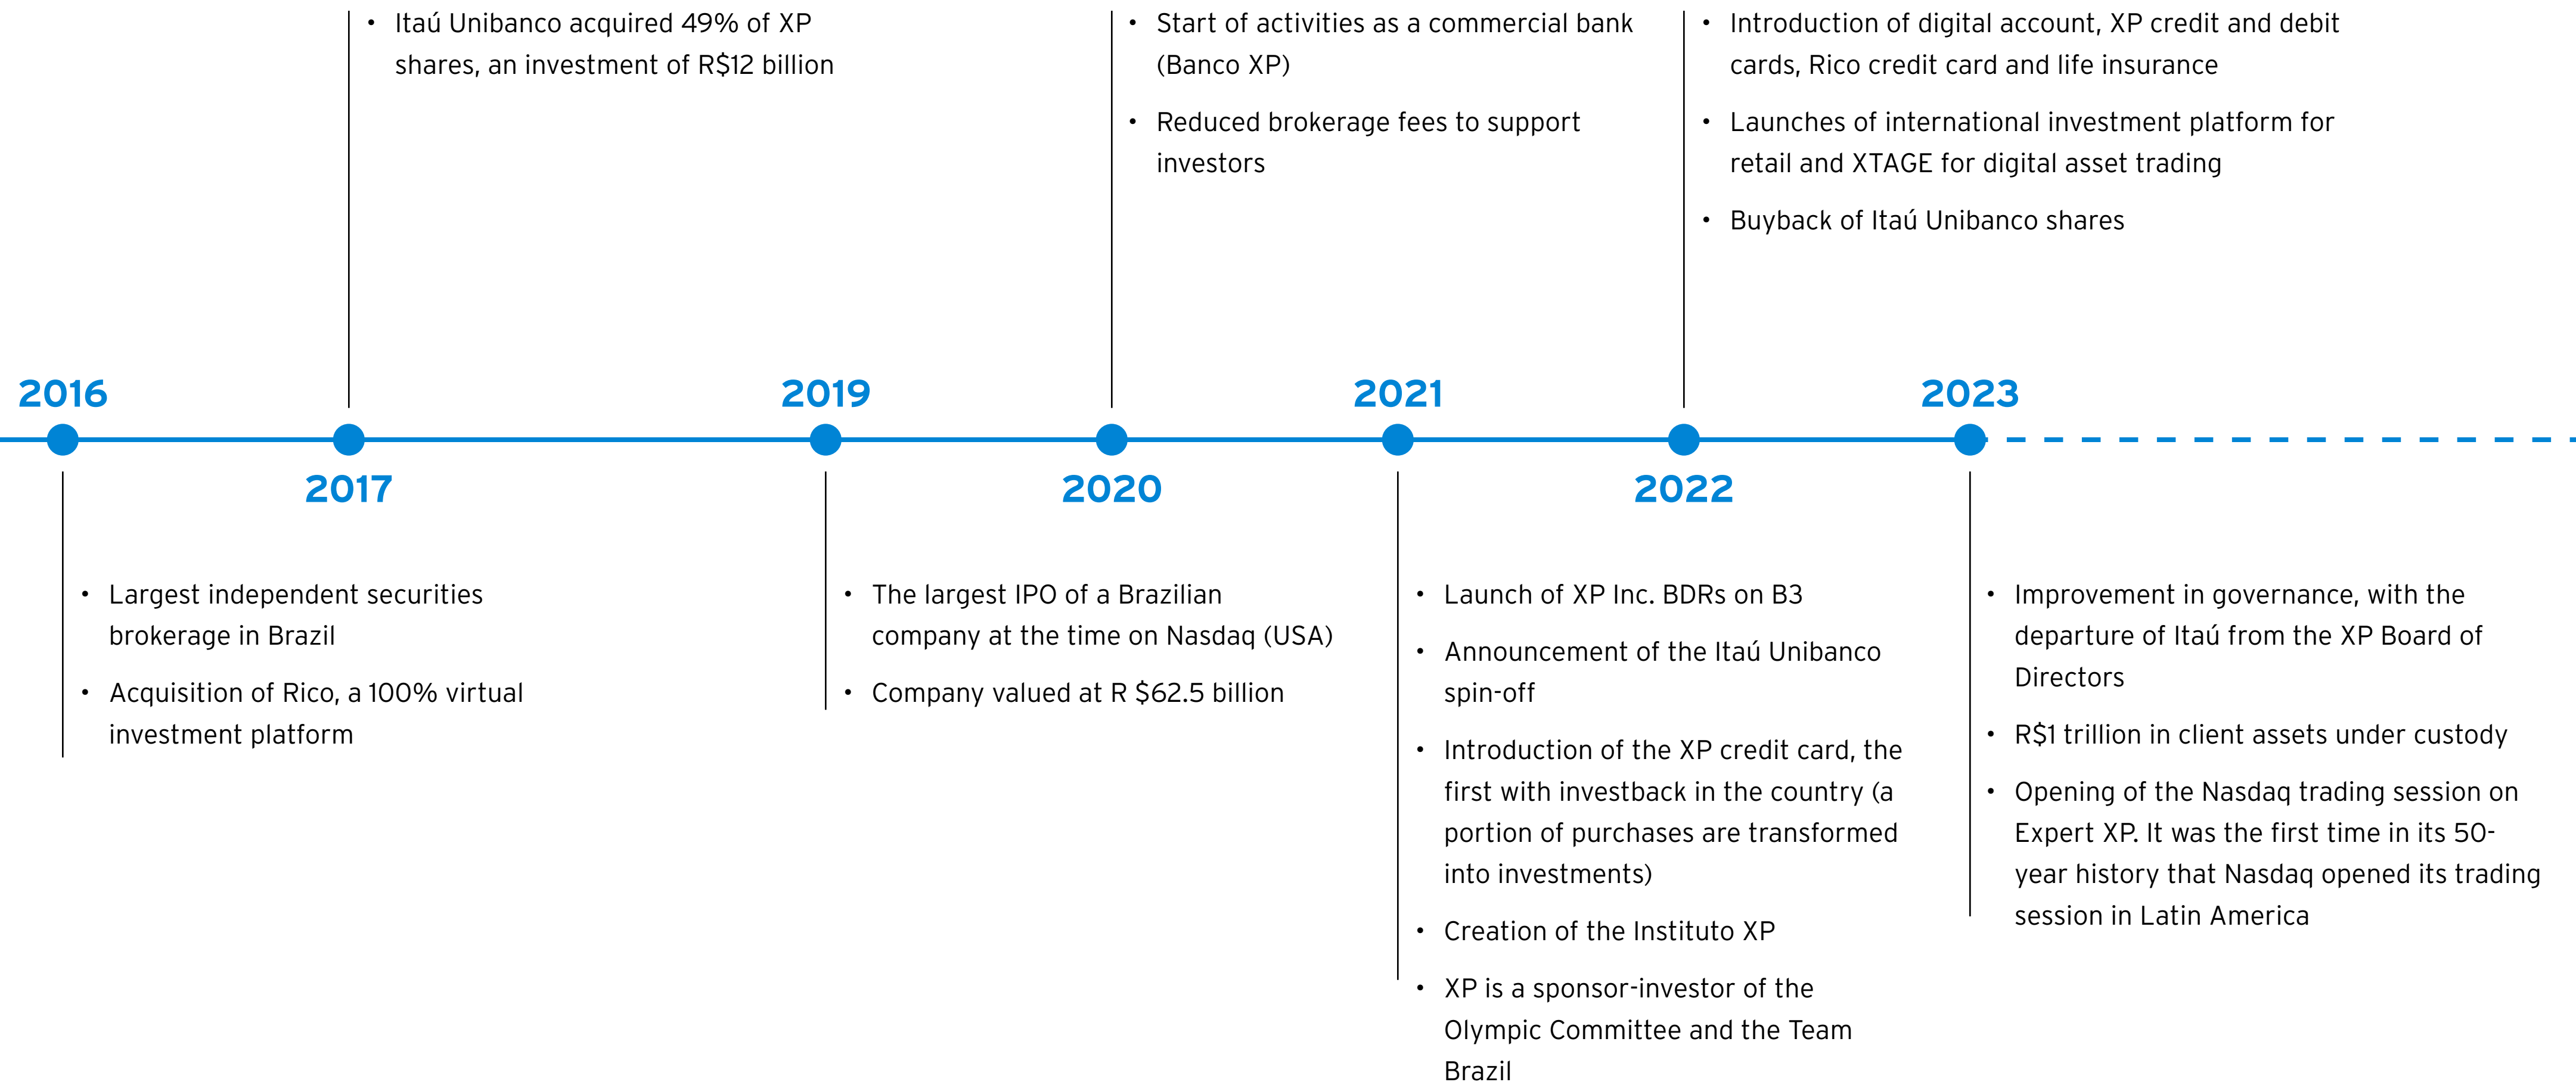 • Itaú Unibanco acquired 49% of XP
shares, an investment of R$12 billion
• Start of activities as a commercial bank
(Banco XP)
• Reduced brokerage fees to support
investors
• Introduction of digital account, XP credit and debit
cards, Rico credit card and life insurance
• Launches of international investment platform for
retail and XTAGE for digital asset trading
• Buyback of Itaú Unibanco shares
2016
2019
2021
2023
2017
2020
2022
• Largest independent securities
brokerage in Brazil
• Acquisition of Rico, a 100% virtual
investment platform
• The largest IPO of a Brazilian
company at the time on Nasdaq (USA)
• Company valued at R $62.5 billion
• Launch of XP Inc. BDRs on B3
• Announcement of the Itaú Unibanco
spin-off
• Introduction of the XP credit card, the
first with investback in the country (a
portion of purchases are transformed
into investments)
• Creation of the Instituto XP
• XP is a sponsor-investor of the
Olympic Committee and the Team
Brazil
• Improvement in governance, with the
departure of Itaú from the XP Board of
Directors
• R$1 trillion in client assets under custody
• Opening of the Nasdaq trading session on
Expert XP. It was the first time in its 50-
year history that Nasdaq opened its trading
session in Latin America